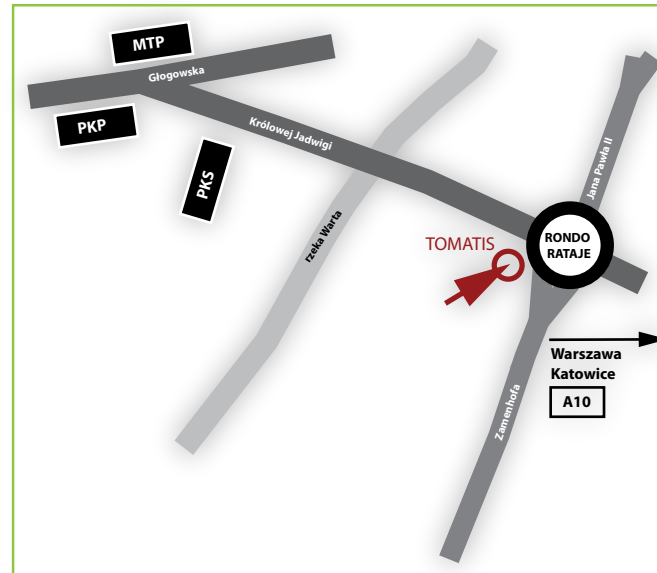 MTP
Głogowska
PKP
Królowej Jadwigi
PKS
Jana Pawła II
rzeka Warta
TOMATIS
RONDO
RATAJE
Warszawa
Katowice
A10
Zamenhofa